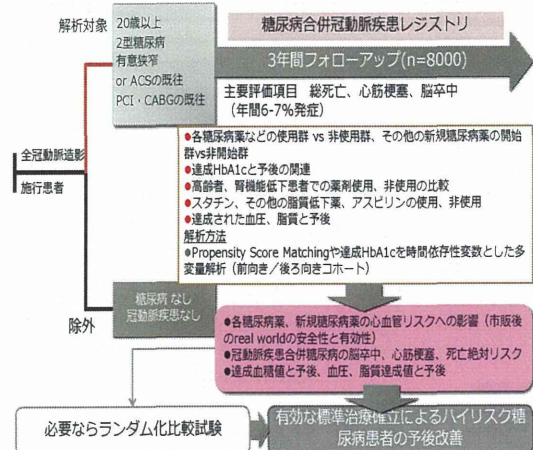 解析対象
20歳以上
2型糖尿病
有意狭窄
or ACSの既往
PCI・CABGの既往
糖尿病合併冠動脈疾患レジストリ
3年間フォローアップ(n=8000)
主要評価項目 総死亡、心筋梗塞、脳卒中
（年間6-7%発症）
全冠動脈造影
施行患者
●各糖尿病薬などの使用群 vs 非使用群、その他の新規糖尿病薬の開始
群vs非開始群
●達成HbA1cと予後の関連
●高齢者、腎機能低下患者での薬剤使用、非使用の比較
●スタチン、その他の脂質低下薬、アスピリンの使用、非使用
●達成された血圧、脂質と予後
解析方法
●Propensity Score Matchingや達成HbA1cを時間依存性変数とした多
変量解析（前向き／後ろ向きコホート）
糖尿病 なし
冠動脈疾患なし
除外
●各糖尿病薬、新規糖尿病薬の心血管リスクへの影響（市販
後のreal worldの安全性と有効性）
●冠動脈疾患合併糖尿病の脳卒中、心筋梗塞、死亡絶対リスク
●達成血糖値と予後、血圧、脂質達成値と予後
必要ならランダム化比較試験
有効な標準治療確立によるハイリスク糖
尿病患者の予後改善